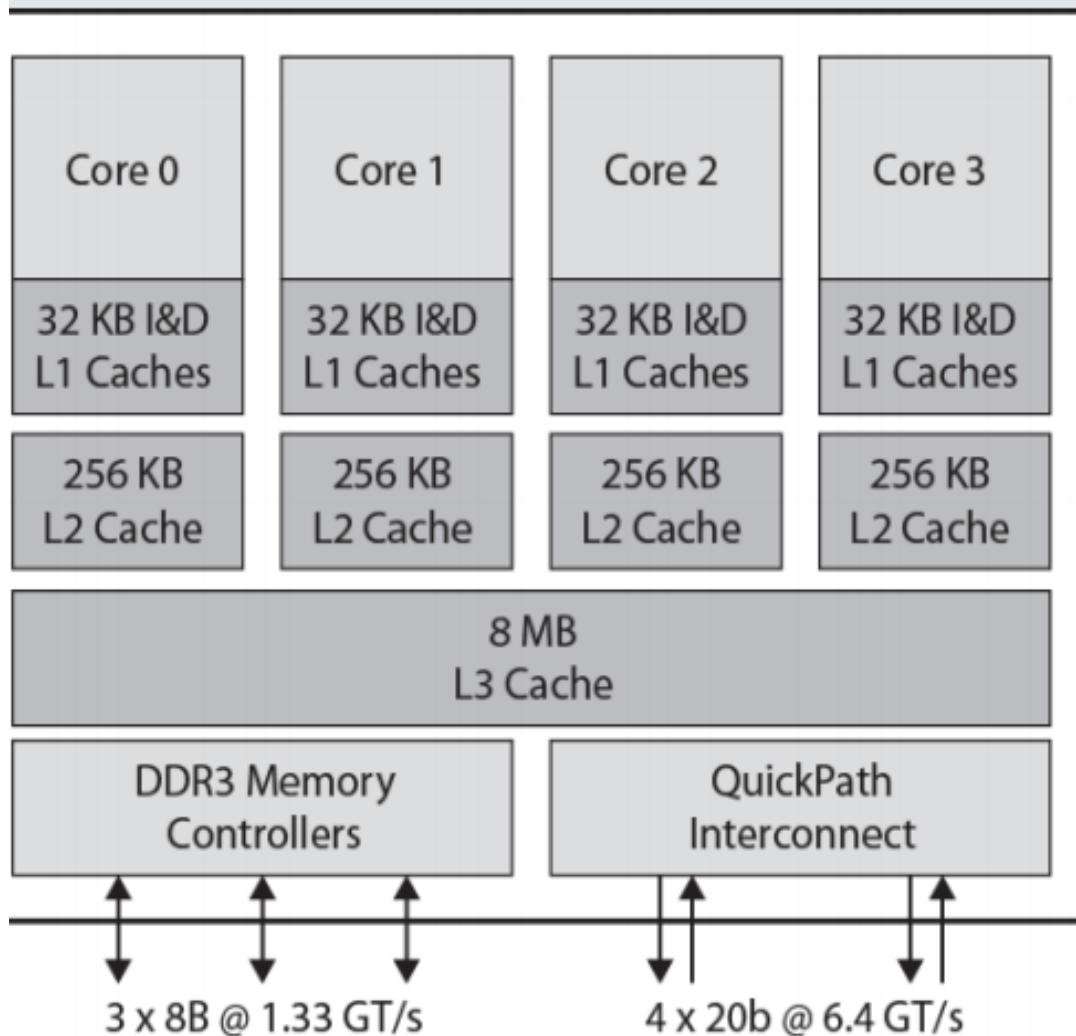 Core 0
Core 1
Core 2
Core 3
32 KB I&D
L1 Caches
32 KB I&D
L1 Caches
32 KB I&D
L1 Caches
32 KB I&D
L1 Caches
256 KB
L2 Cache
256 KB
L2 Cache
256 KB
L2 Cache
256 KB
L2 Cache
8 MB
L3 Cache
DDR3 Memory
Controllers
QuickPath
Interconnect
3 x 8B @ 1.33 GT/s
4 x 20b @ 6.4 GT/s